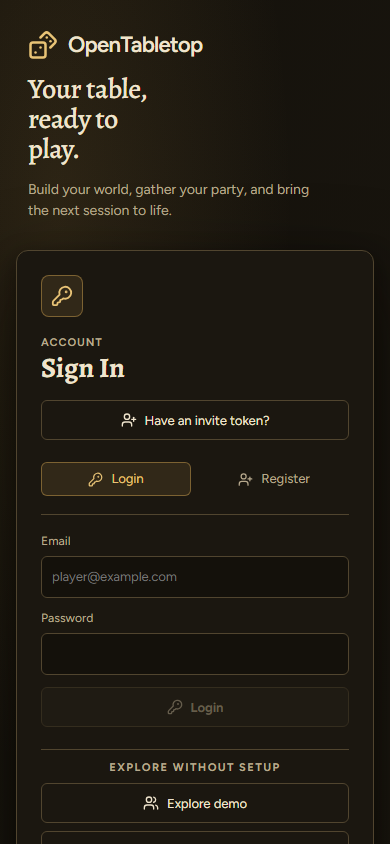 OpenTabletop
Your table,
ready to
play.
Build your world, gather your party, and bring
the next session to life.
ACCOUNT
Sign In
Have an invite token?
Login
Register
Email
player@example.com
Password
Login
EXPLORE WITHOUT SETUP
Explore demo